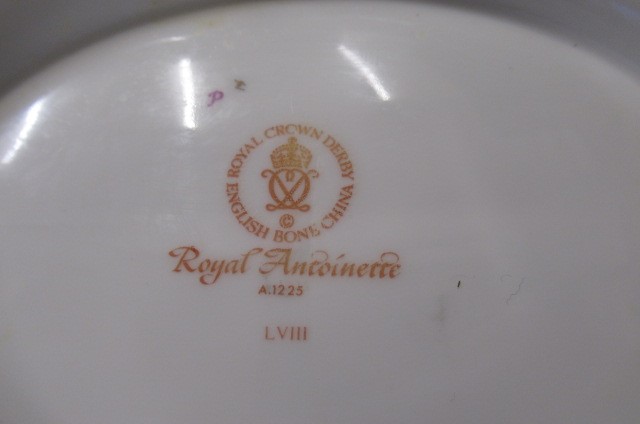 P Z
ROYAL CROWN DERBY
ENGLISH BONE CHINA
©
Royal Antoinette
A.1225
LVIII